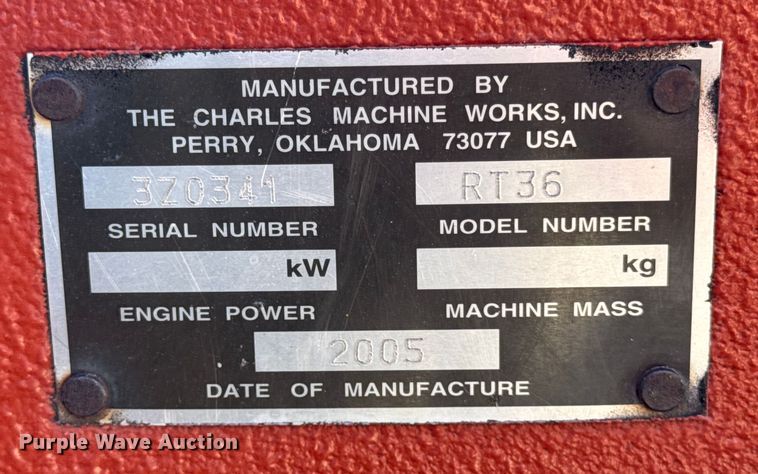 MANUFACTURED BY
THE CHARLES MACHINE WORKS, INC.
PERRY, OKLAHOMA 73077 USA
3Z0341 RT36
SERIAL NUMBER MODEL NUMBER
kW kg
ENGINE POWER MACHINE MASS
2005
DATE OF MANUFACTURE
Purple Wave Auction